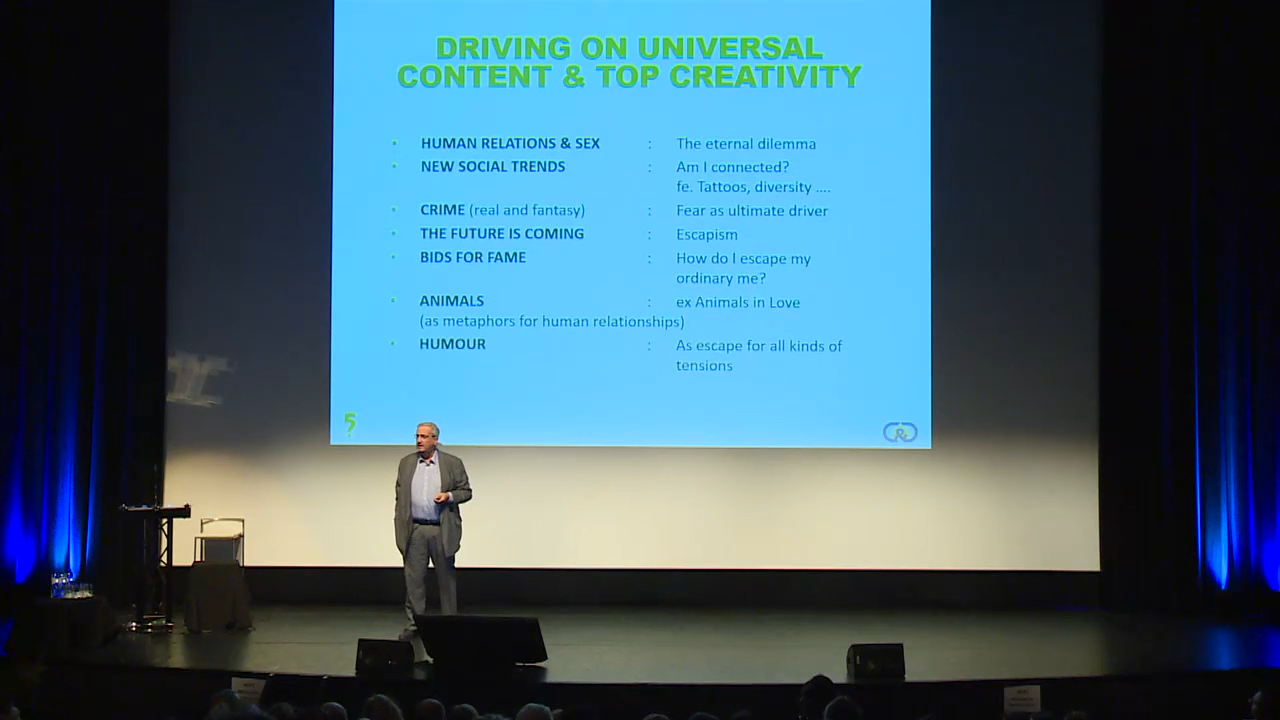 DRIVING ON UNIVERSAL
CONTENT & TOP CREATIVITY
• HUMAN RELATIONS & SEX : The eternal dilemma
• NEW SOCIAL TRENDS : Am I connected?
fe. Tattoos, diversity ....
• CRIME (real and fantasy) : Fear as ultimate driver
• THE FUTURE IS COMING : Escapism
• BIDS FOR FAME : How do I escape my
ordinary me?
• ANIMALS : ex Animals in Love
(as metaphors for human relationships)
• HUMOUR : As escape for all kinds of
tensions